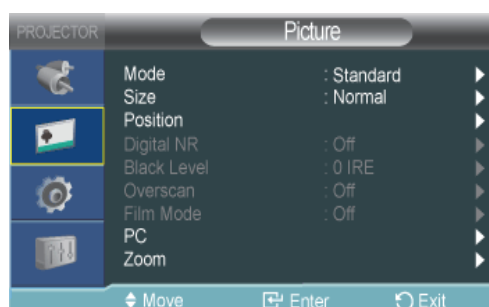 PROJECTOR Picture
Mode : Standard
Size : Normal
Position
Digital NR : Off
Black Level : 0 IRE
Overscan : Off
Film Mode : Off
PC
Zoom
Move Enter Exit